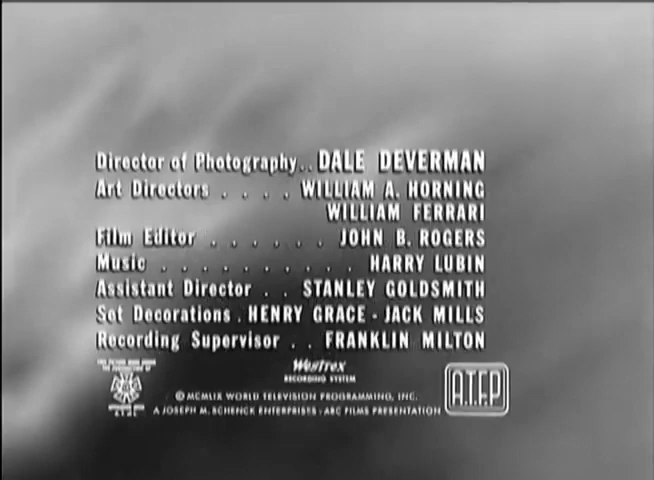 Director of Photography.. DALE DEVERMAN
Art Directors . . . . WILLIAM A. HORNING
WILLIAM FERRARI
Film Editor . . . . . . JOHN B. ROGERS
Music . . . . . . . . . . HARRY LUBIN
Assistant Director . . STANLEY GOLDSMITH
Set Decorations . HENRY GRACE - JACK MILLS
Recording Supervisor . . FRANKLIN MILTON
Westrex
RECORDING SYSTEM
A.T.F.P
© MCMLIX WORLD TELEVISION PROGRAMMING, INC.
A JOSEPH M. SCHENCK ENTERPRISES - ABC FILMS PRESENTATION